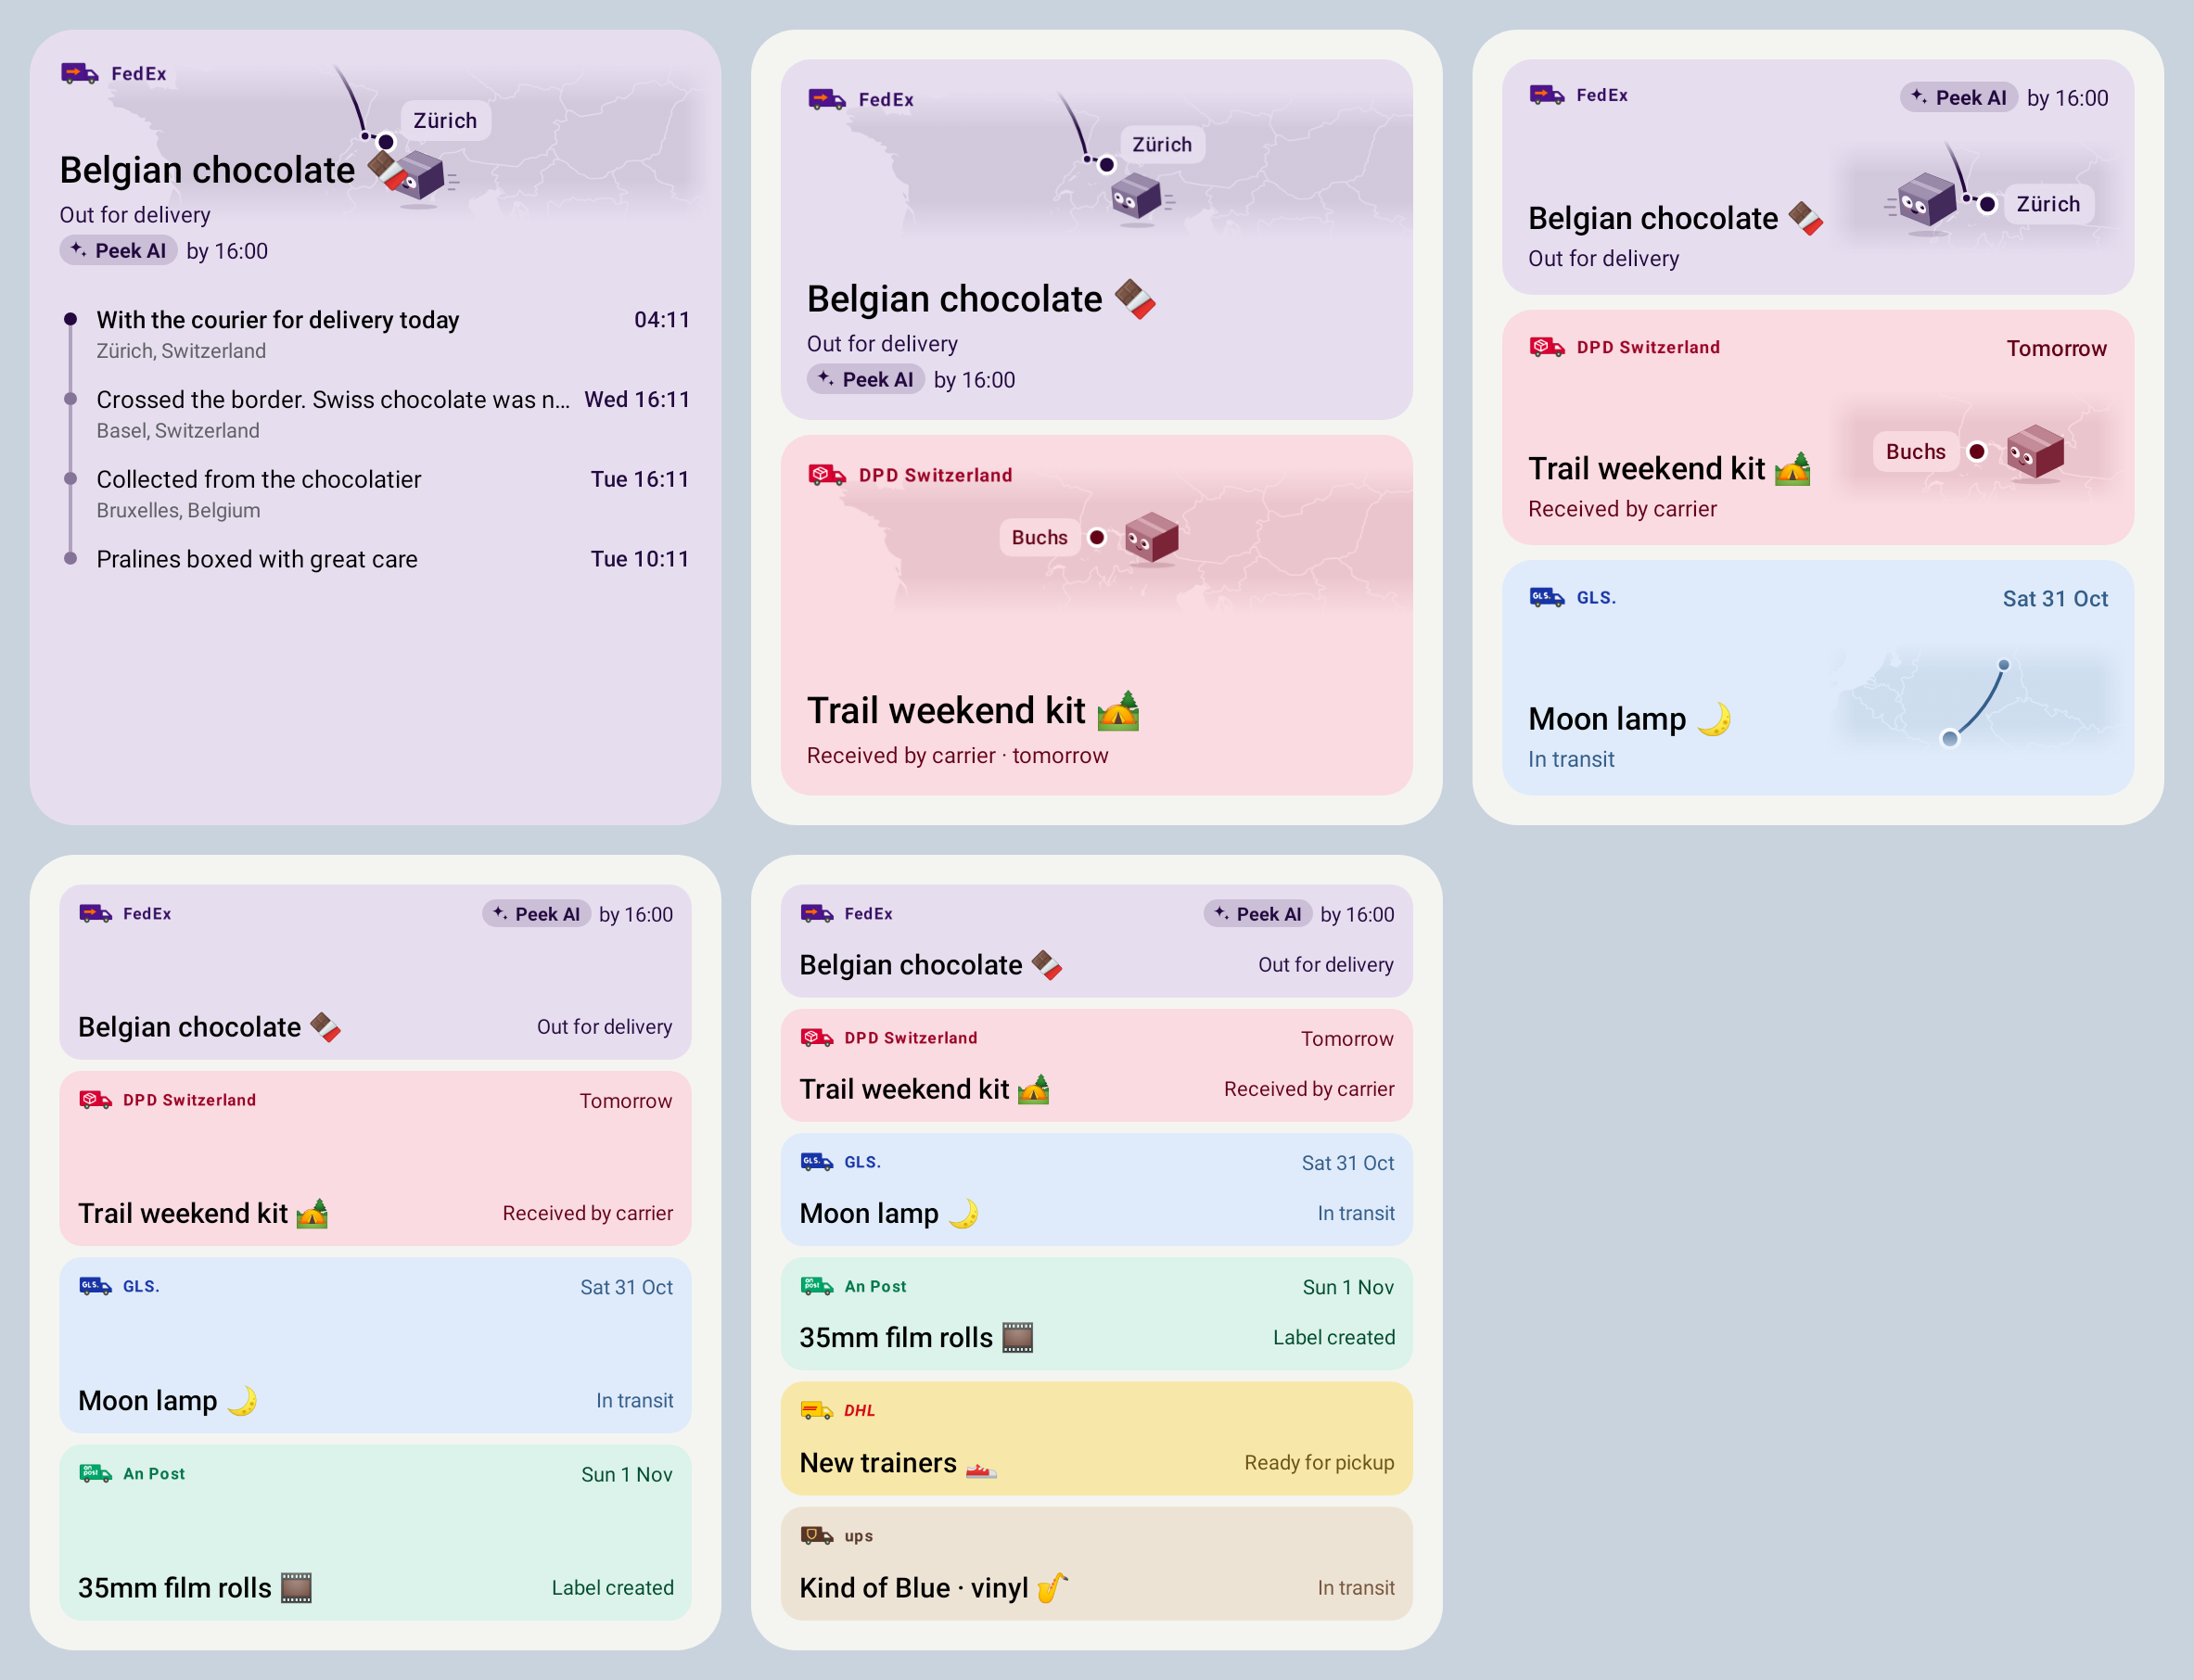 FedEx
Zürich
Belgian chocolate 🍫
Out for delivery
Peek AI by 16:00
With the courier for delivery today 04:11
Zürich, Switzerland
Crossed the border. Swiss chocolate was n... Wed 16:11
Basel, Switzerland
Collected from the chocolatier Tue 16:11
Bruxelles, Belgium
Pralines boxed with great care Tue 10:11
FedEx
Zürich
Belgian chocolate 🍫
Out for delivery
Peek AI by 16:00
DPD Switzerland
Buchs
Trail weekend kit 🏕️
Received by carrier · tomorrow
FedEx Peek AI by 16:00
Zürich
Belgian chocolate 🍫
Out for delivery
DPD Switzerland Tomorrow
Buchs
Trail weekend kit 🏕️
Received by carrier
GLS. GLS. Sat 31 Oct
Moon lamp 🌙
In transit
FedEx Peek AI by 16:00
Belgian chocolate 🍫 Out for delivery
DPD Switzerland Tomorrow
Trail weekend kit 🏕️ Received by carrier
GLS. GLS. Sat 31 Oct
Moon lamp 🌙 In transit
an post An Post Sun 1 Nov
35mm film rolls 🎞️ Label created
FedEx Peek AI by 16:00
Belgian chocolate 🍫 Out for delivery
DPD Switzerland Tomorrow
Trail weekend kit 🏕️ Received by carrier
GLS. GLS. Sat 31 Oct
Moon lamp 🌙 In transit
an post An Post Sun 1 Nov
35mm film rolls 🎞️ Label created
DHL
New trainers 👟 Ready for pickup
ups
Kind of Blue · vinyl 🎷 In transit